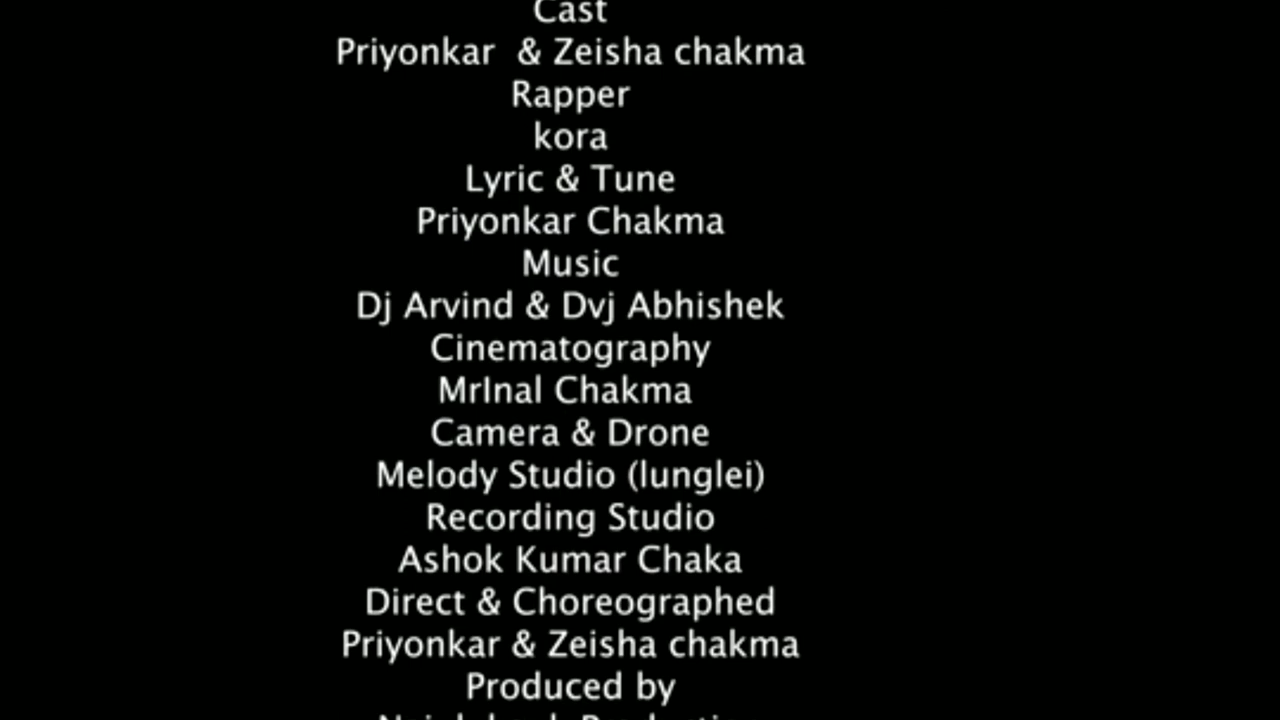 Cast
Priyonkar  & Zeisha chakma
Rapper
kora
Lyric & Tune
Priyonkar Chakma
Music
Dj Arvind & Dvj Abhishek
Cinematography
MrInal Chakma
Camera & Drone
Melody Studio (lunglei)
Recording Studio
Ashok Kumar Chaka
Direct & Choreographed
Priyonkar & Zeisha chakma
Produced by